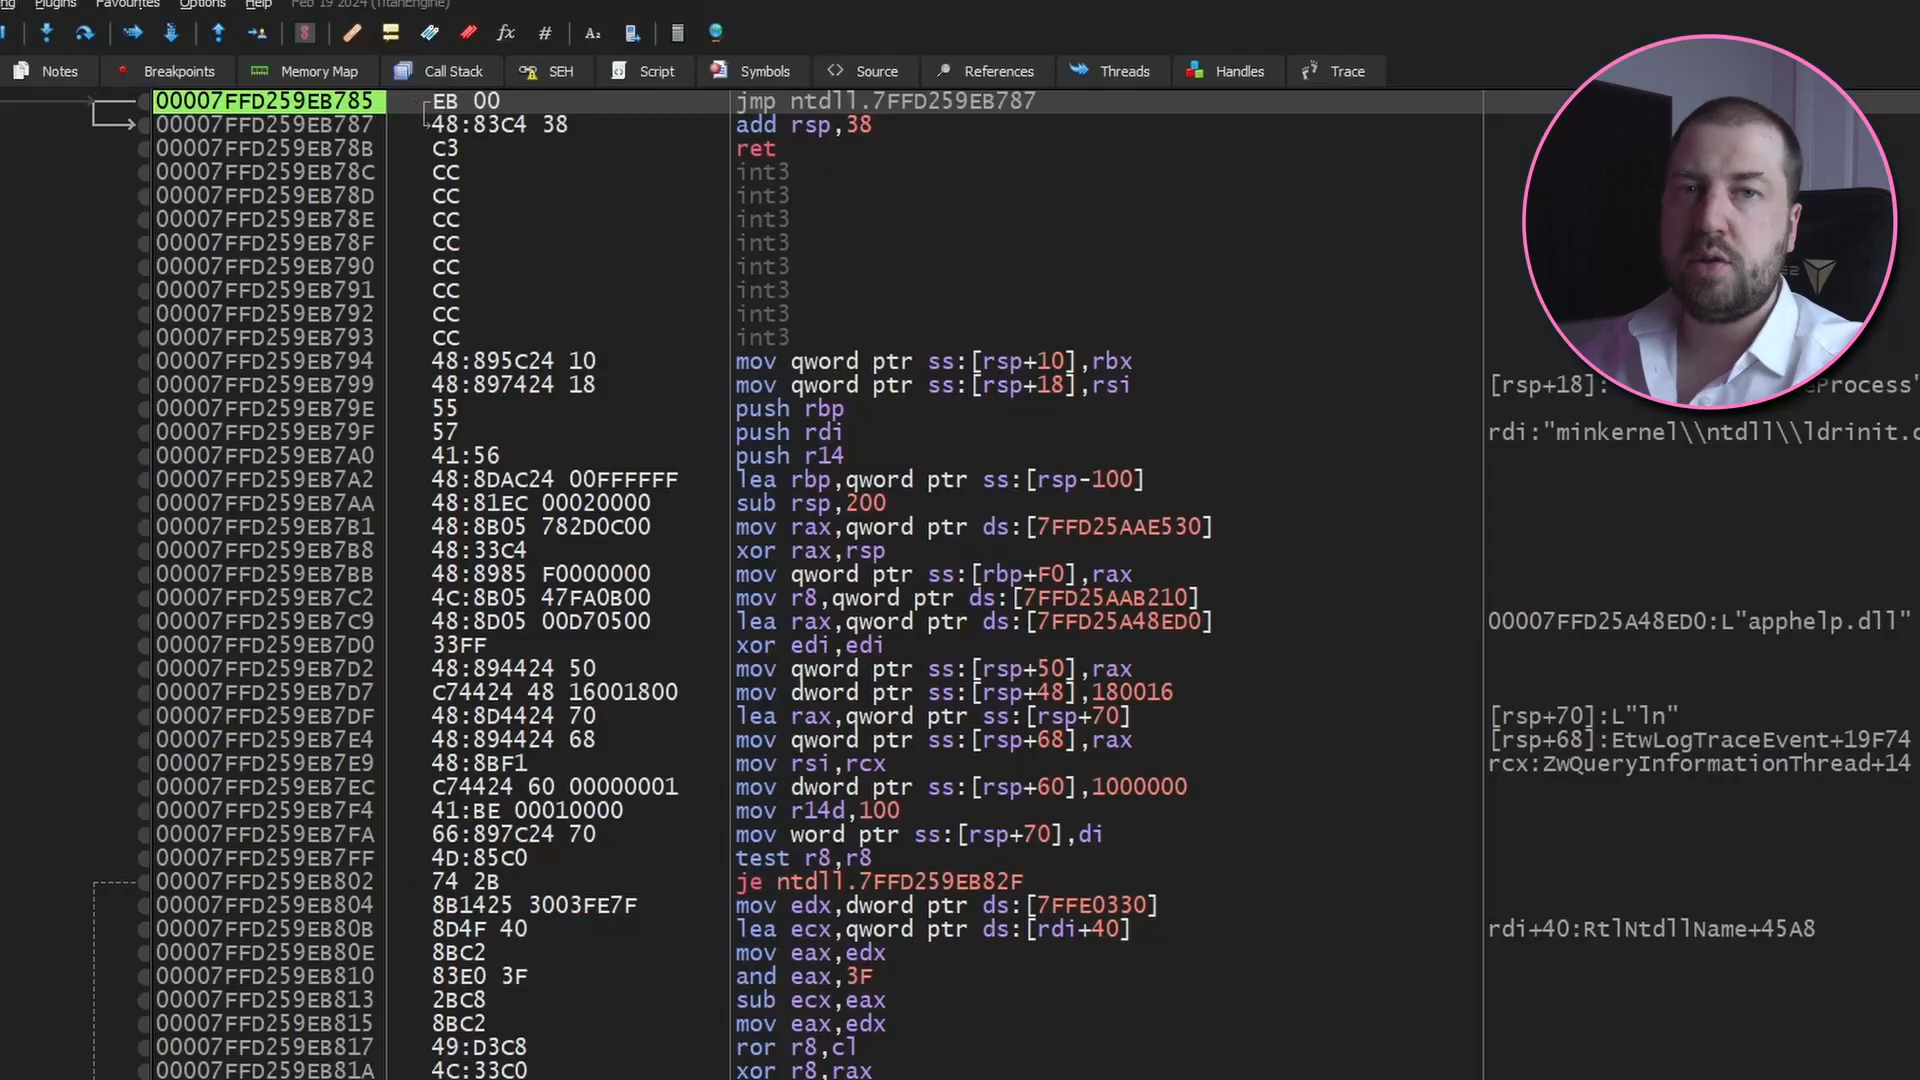 Plugins Favourites Options Help Feb 19 2024 (TitanEngine)
Notes Breakpoints Memory Map Call Stack SEH Script Symbols Source References Threads Handles Trace
00007FFD259EB785 EB 00 jmp ntdll.7FFD259EB787
00007FFD259EB787 48:83C4 38 add rsp,38
00007FFD259EB78B C3 ret
00007FFD259EB78C CC int3
00007FFD259EB78D CC int3
00007FFD259EB78E CC int3
00007FFD259EB78F CC int3
00007FFD259EB790 CC int3
00007FFD259EB791 CC int3
00007FFD259EB792 CC int3
00007FFD259EB793 CC int3
00007FFD259EB794 48:895C24 10 mov qword ptr ss:[rsp+10],rbx
00007FFD259EB799 48:897424 18 mov qword ptr ss:[rsp+18],rsi [rsp+18]: eProcess"
00007FFD259EB79E 55 push rbp
00007FFD259EB79F 57 push rdi rdi:"minkernel\\ntdll\\ldrinit.c
00007FFD259EB7A0 41:56 push r14
00007FFD259EB7A2 48:8DAC24 00FFFFFF lea rbp,qword ptr ss:[rsp-100]
00007FFD259EB7AA 48:81EC 00020000 sub rsp,200
00007FFD259EB7B1 48:8B05 782D0C00 mov rax,qword ptr ds:[7FFD25AAE530]
00007FFD259EB7B8 48:33C4 xor rax,rsp
00007FFD259EB7BB 48:8985 F0000000 mov qword ptr ss:[rbp+F0],rax
00007FFD259EB7C2 4C:8B05 47FA0B00 mov r8,qword ptr ds:[7FFD25AAB210]
00007FFD259EB7C9 48:8D05 00D70500 lea rax,qword ptr ds:[7FFD25A48ED0] 00007FFD25A48ED0:L"apphelp.dll"
00007FFD259EB7D0 33FF xor edi,edi
00007FFD259EB7D2 48:894424 50 mov qword ptr ss:[rsp+50],rax
00007FFD259EB7D7 C74424 48 16001800 mov dword ptr ss:[rsp+48],180016
00007FFD259EB7DF 48:8D4424 70 lea rax,qword ptr ss:[rsp+70] [rsp+70]:L"ln"
00007FFD259EB7E4 48:894424 68 mov qword ptr ss:[rsp+68],rax [rsp+68]:EtwLogTraceEvent+19F74
00007FFD259EB7E9 48:8BF1 mov rsi,rcx rcx:ZwQueryInformationThread+14
00007FFD259EB7EC C74424 60 00000001 mov dword ptr ss:[rsp+60],1000000
00007FFD259EB7F4 41:BE 00010000 mov r14d,100
00007FFD259EB7FA 66:897C24 70 mov word ptr ss:[rsp+70],di
00007FFD259EB7FF 4D:85C0 test r8,r8
00007FFD259EB802 74 2B je ntdll.7FFD259EB82F
00007FFD259EB804 8B1425 3003FE7F mov edx,dword ptr ds:[7FFE0330]
00007FFD259EB80B 8D4F 40 lea ecx,qword ptr ds:[rdi+40] rdi+40:RtlNtdllName+45A8
00007FFD259EB80E 8BC2 mov eax,edx
00007FFD259EB810 83E0 3F and eax,3F
00007FFD259EB813 2BC8 sub ecx,eax
00007FFD259EB815 8BC2 mov eax,edx
00007FFD259EB817 49:D3C8 ror r8,cl
00007FFD259EB81A 4C:33C0 xor r8,rax